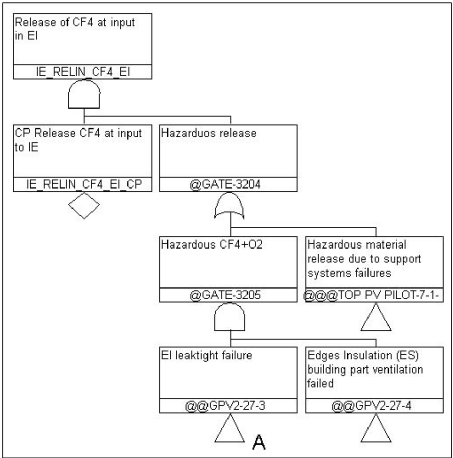 Release of CF4 at input
in EI
IE_RELIN_CF4_EI
CP Release CF4 at input
to IE
IE_RELIN_CF4_EI_CP
Hazarduos release
@GATE-3204
Hazardous CF4+O2
@GATE-3205
Hazardous material
release due to support
systems failures
@@@TOP PV PILOT-7-1-
EI leaktight failure
@@GPV2-27-3
Edges Insulation (ES)
building part ventilation
failed
@@GPV2-27-4
A